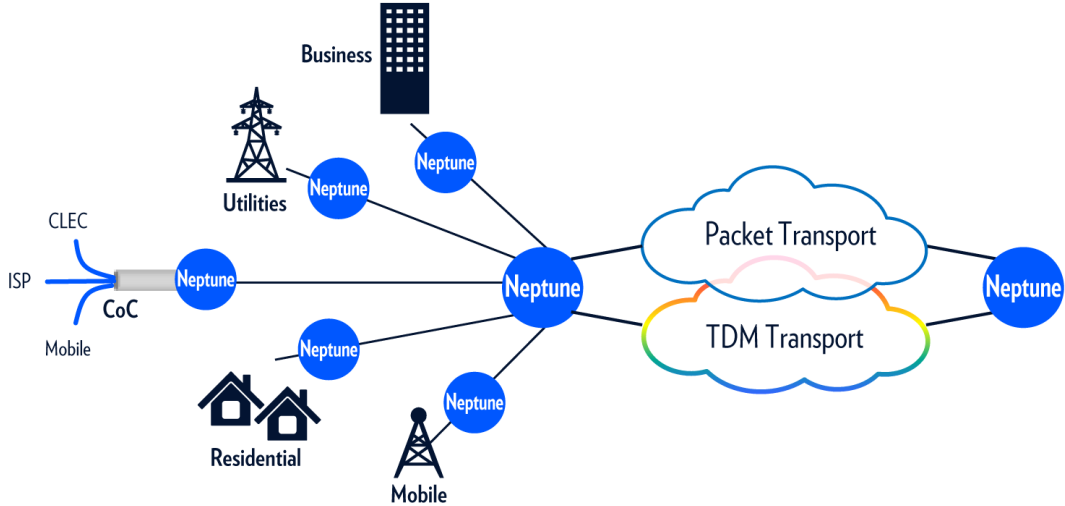 Business
Neptune
Utilities
Neptune
CLEC
ISP
Mobile
CoC
Neptune
Residential
Neptune
Mobile
Neptune
Neptune
Packet Transport
TDM Transport
Neptune